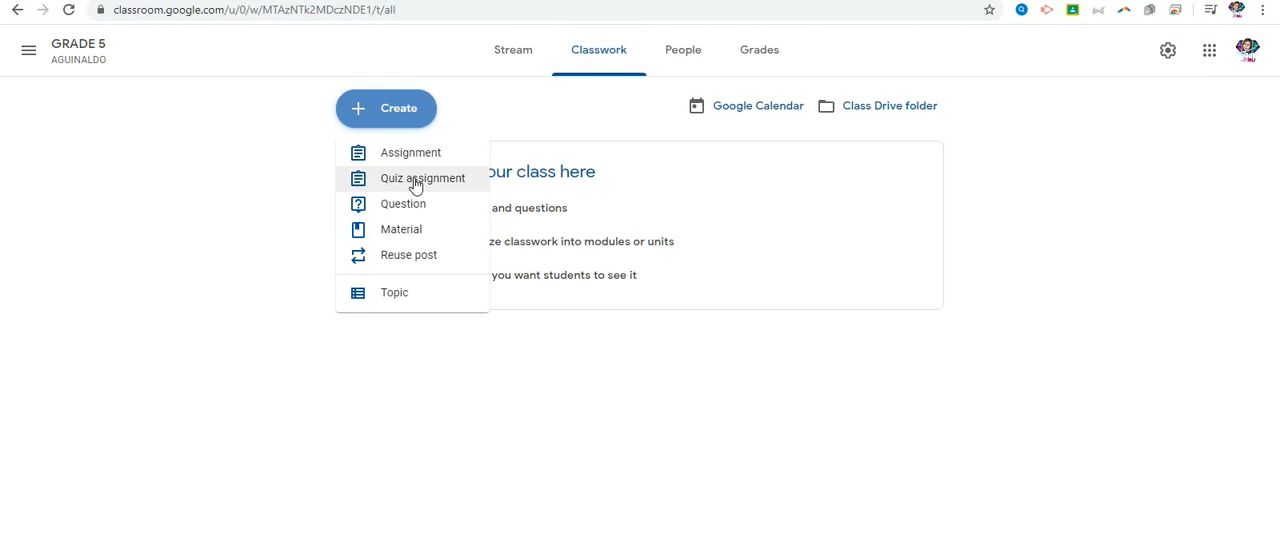 classroom.google.com/u/0/w/MTAzNTk2MDczNDE1/t/all
GRADE 5
AGUINALDO
Stream
Classwork
People
Grades
Create
Google Calendar
Class Drive folder
Assignment
Quiz assignment
Question
Material
Reuse post
Topic
our class here
and questions
ze classwork into modules or units
you want students to see it